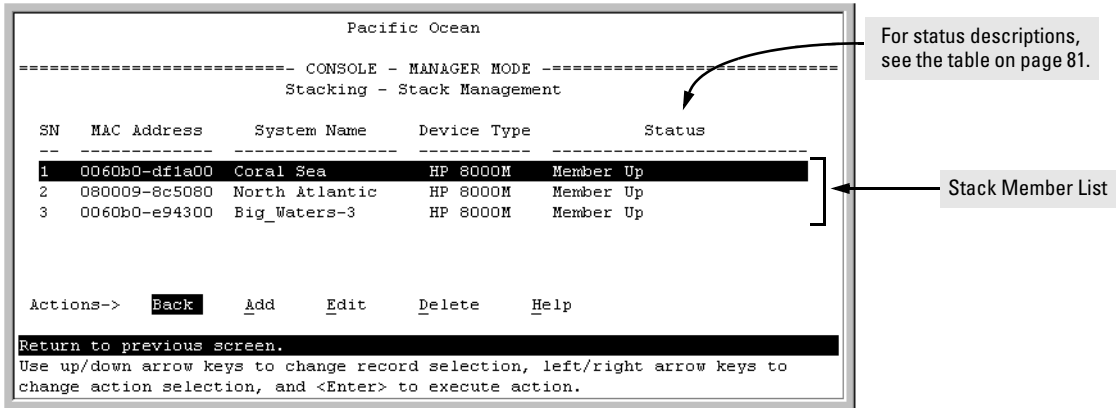 Pacific Ocean
For status descriptions,
see the table on page 81.
==========================- CONSOLE - MANAGER MODE -============================
Stacking - Stack Management
SN MAC Address System Name Device Type Status
-- ------------- ---------------- ----------- -------------------------
1 0060b0-df1a00 Coral Sea HP 8000M Member Up
2 080009-8c5080 North Atlantic HP 8000M Member Up
3 0060b0-e94300 Big_Waters-3 HP 8000M Member Up
Stack Member List
Actions-> Back Add Edit Delete Help
Return to previous screen.
Use up/down arrow keys to change record selection, left/right arrow keys to
change action selection, and <Enter> to execute action.